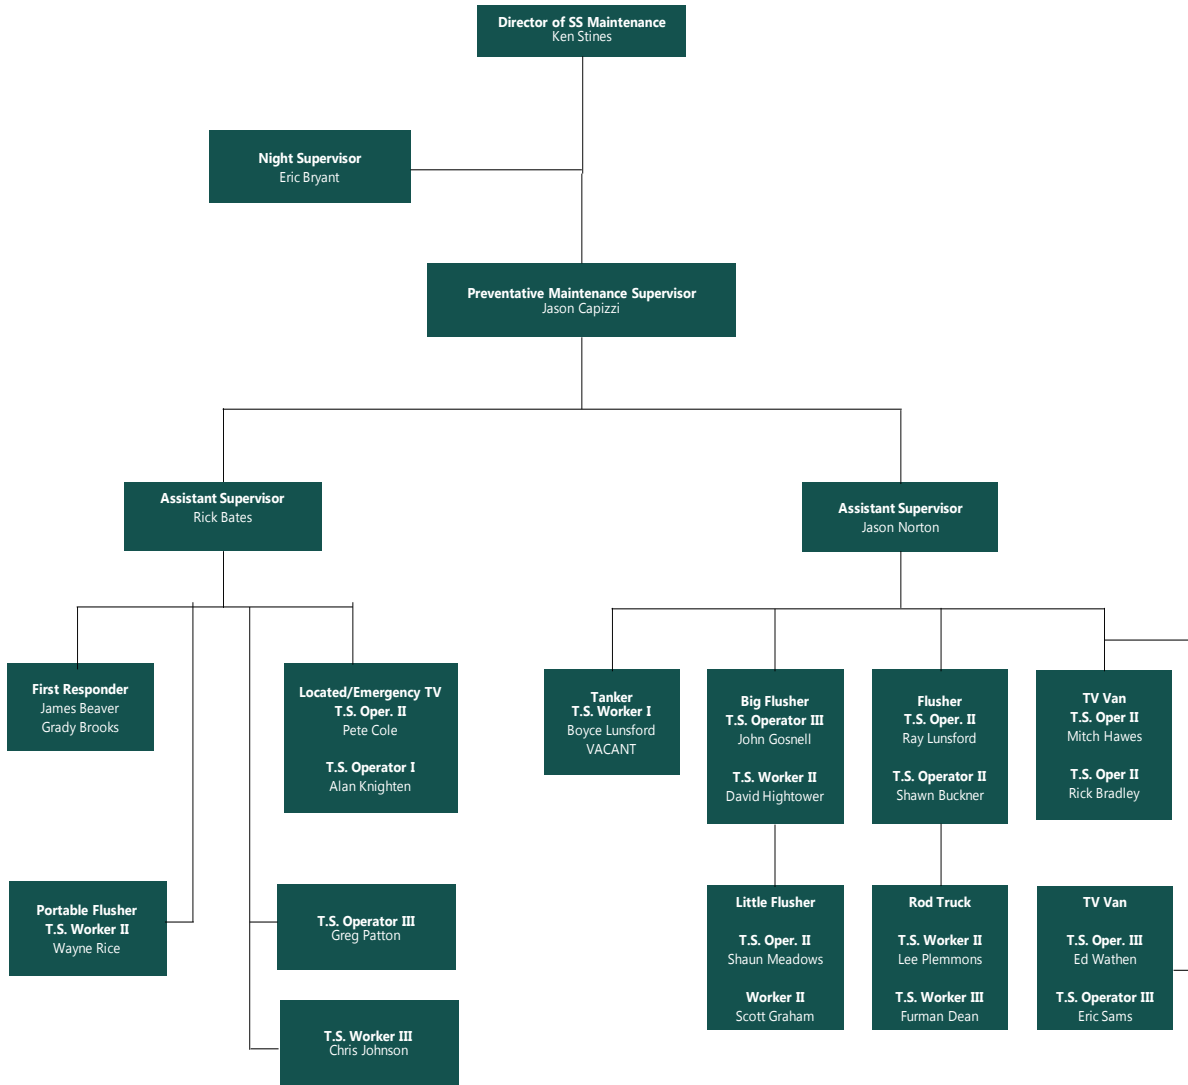 Director of SS Maintenance
Ken Stines
Night Supervisor
Eric Bryant
Preventative Maintenance Supervisor
Jason Capizzi
Assistant Supervisor
Rick Bates
Assistant Supervisor
Jason Norton
First Responder
James Beaver
Grady Brooks
Located/Emergency TV
T.S. Oper. II
Pete Cole
T.S. Operator I
Alan Knighten
Tanker
T.S. Worker I
Boyce Lunsford
VACANT
Big Flusher
T.S. Operator III
John Gosnell
T.S. Worker II
David Hightower
Flusher
T.S. Oper. II
Ray Lunsford
T.S. Operator II
Shawn Buckner
TV Van
T.S. Oper II
Mitch Hawes
T.S. Oper II
Rick Bradley
Portable Flusher
T.S. Worker II
Wayne Rice
T.S. Operator III
Greg Patton
T.S. Worker III
Chris Johnson
Little Flusher
T.S. Oper. II
Shaun Meadows
Worker II
Scott Graham
Rod Truck
T.S. Worker II
Lee Plemmons
T.S. Worker III
Furman Dean
TV Van
T.S. Oper. III
Ed Wathen
T.S. Operator III
Eric Sams